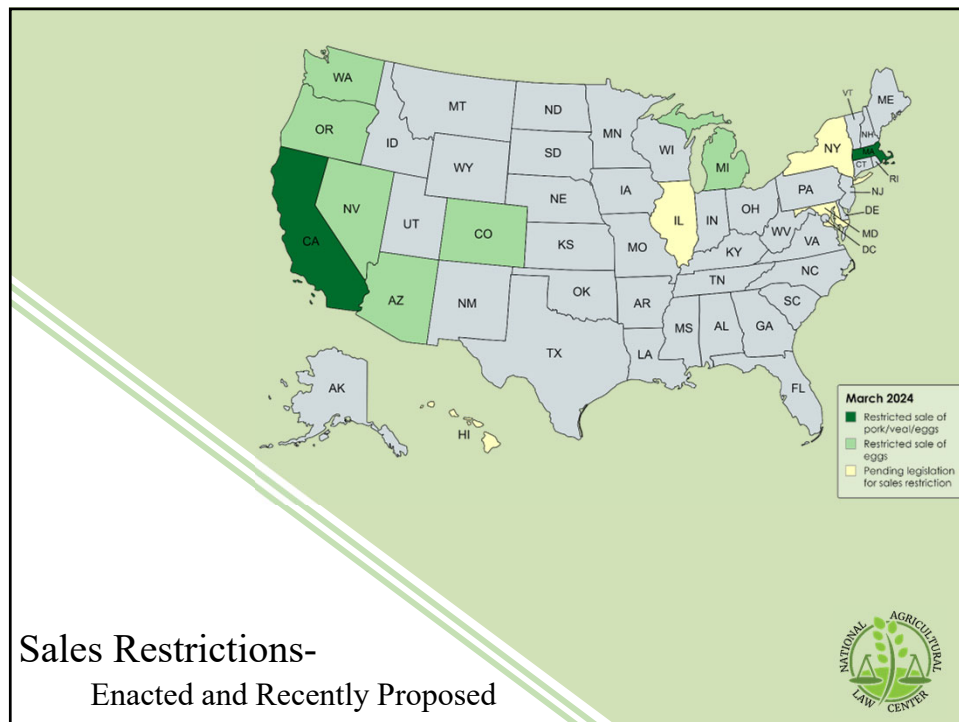 WA
MT
ND
MN
VT
ME
OR
ID
SD
WI
MI
NY
NH
MA
CT
RI
WY
NE
IA
PA
NJ
NV
UT
CO
IL
IN
OH
DE
MD
DC
CA
KS
MO
KY
WV
VA
AZ
NM
OK
AR
TN
NC
SC
TX
LA
MS
AL
GA
FL
AK
HI
March 2024
Restricted sale of
pork/veal/eggs
Restricted sale of
eggs
Pending legislation
for sales restriction
Sales Restrictions-
Enacted and Recently Proposed
NATIONAL AGRICULTURAL
LAW CENTER